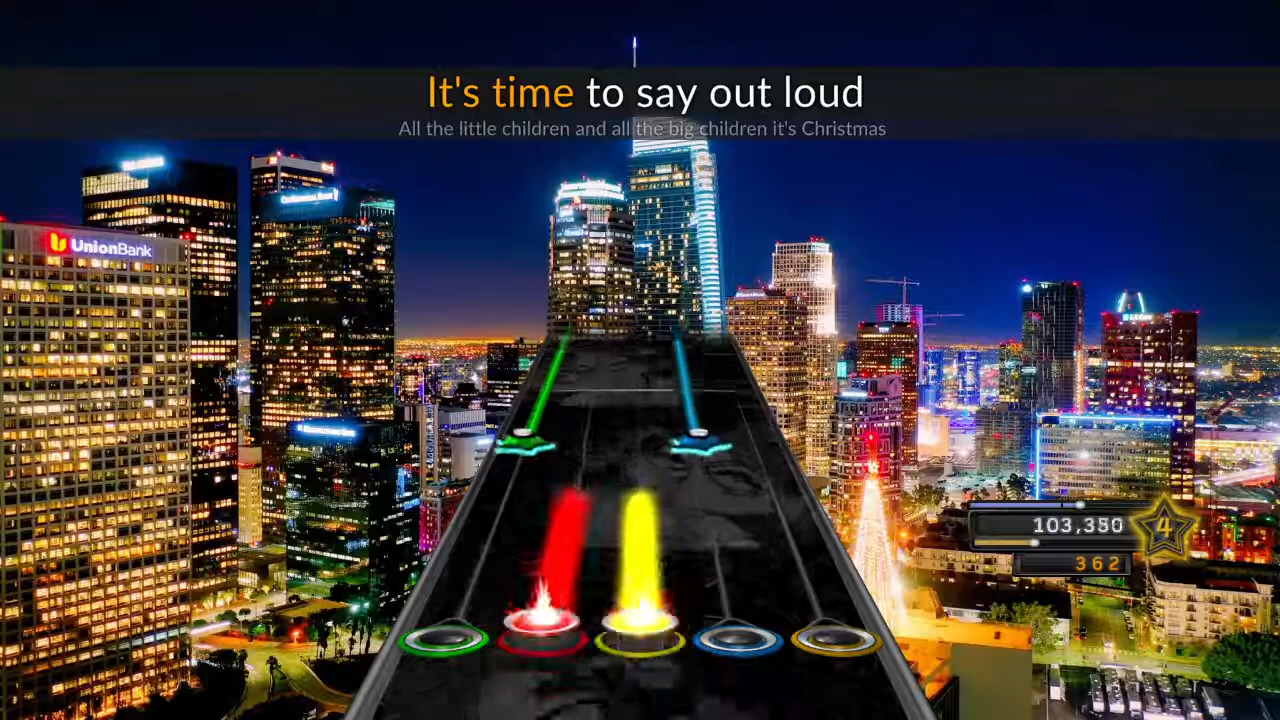 It's time to say out loud
All the little children and all the big children it's Christmas
UnionBank
103,350
4
362